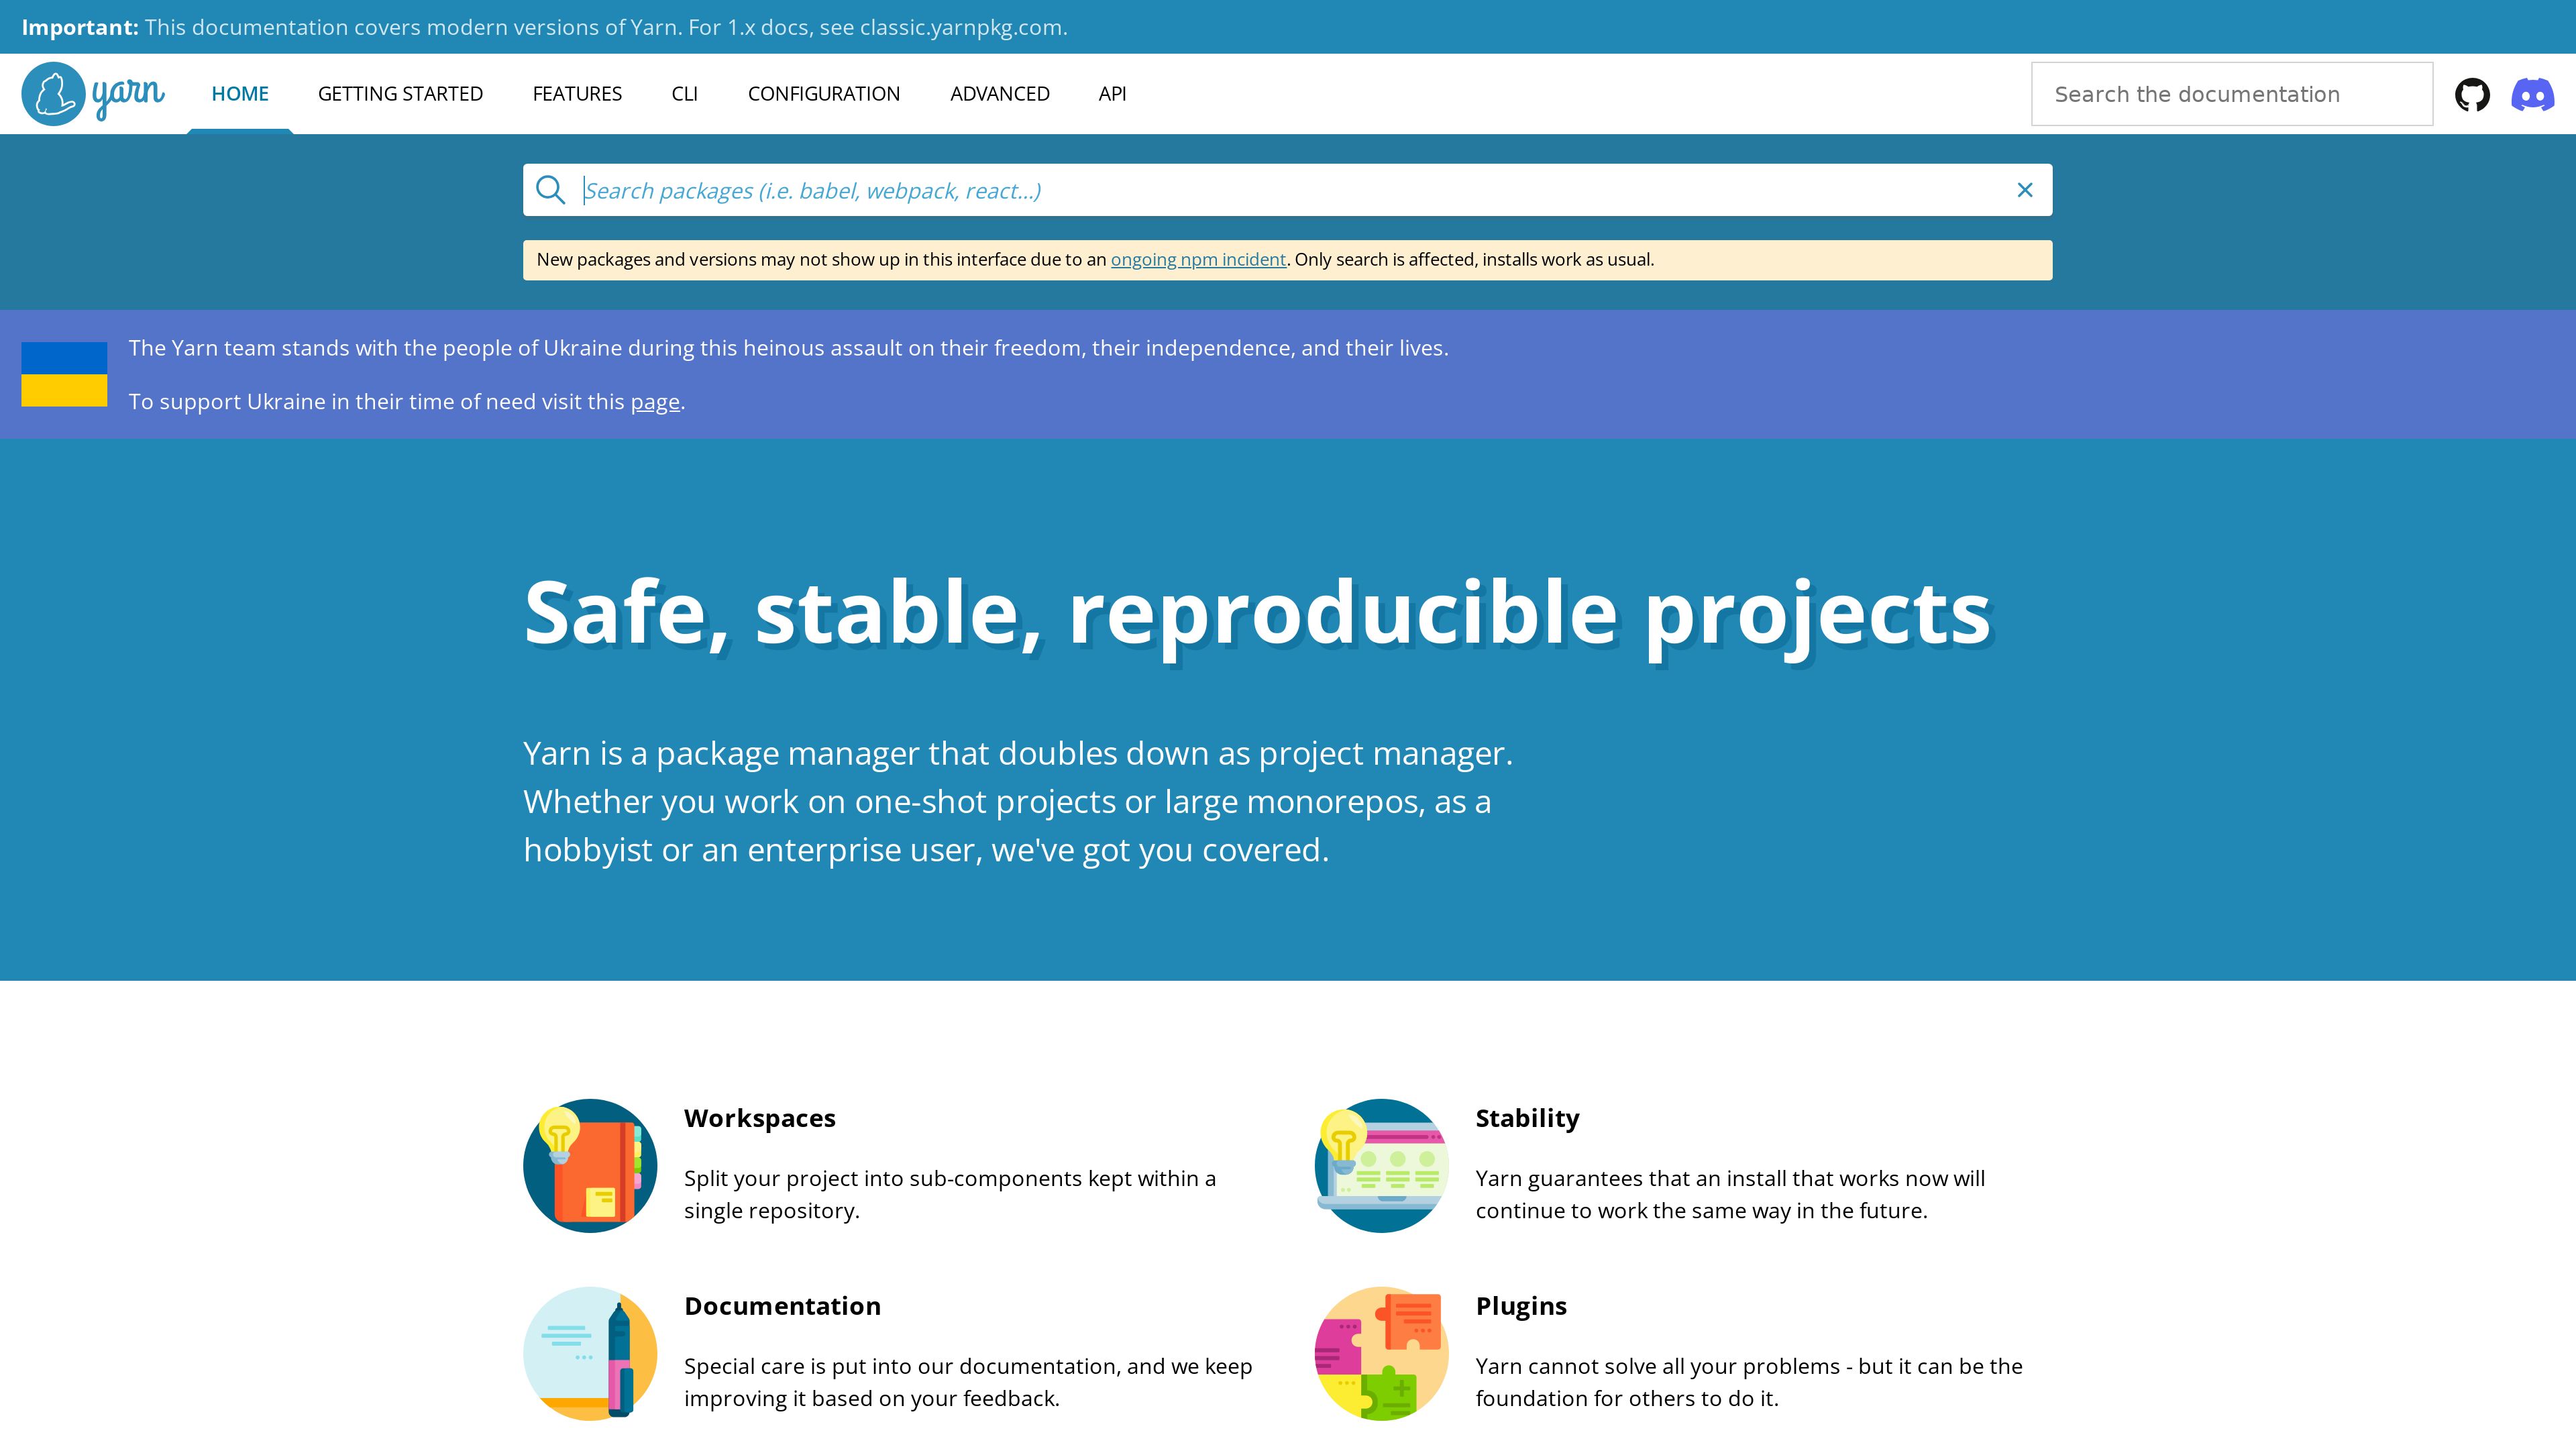 Important: This documentation covers modern versions of Yarn. For 1.x docs, see classic.yarnpkg.com.
yarn HOME GETTING STARTED FEATURES CLI CONFIGURATION ADVANCED API Search the documentation
Search packages (i.e. babel, webpack, react...)
New packages and versions may not show up in this interface due to an ongoing npm incident. Only search is affected, installs work as usual.
The Yarn team stands with the people of Ukraine during this heinous assault on their freedom, their independence, and their lives.
To support Ukraine in their time of need visit this page.
Safe, stable, reproducible projects
Yarn is a package manager that doubles down as project manager.
Whether you work on one-shot projects or large monorepos, as a
hobbyist or an enterprise user, we've got you covered.
Workspaces
Split your project into sub-components kept within a
single repository.
Stability
Yarn guarantees that an install that works now will
continue to work the same way in the future.
Documentation
Special care is put into our documentation, and we keep
improving it based on your feedback.
Plugins
Yarn cannot solve all your problems - but it can be the
foundation for others to do it.